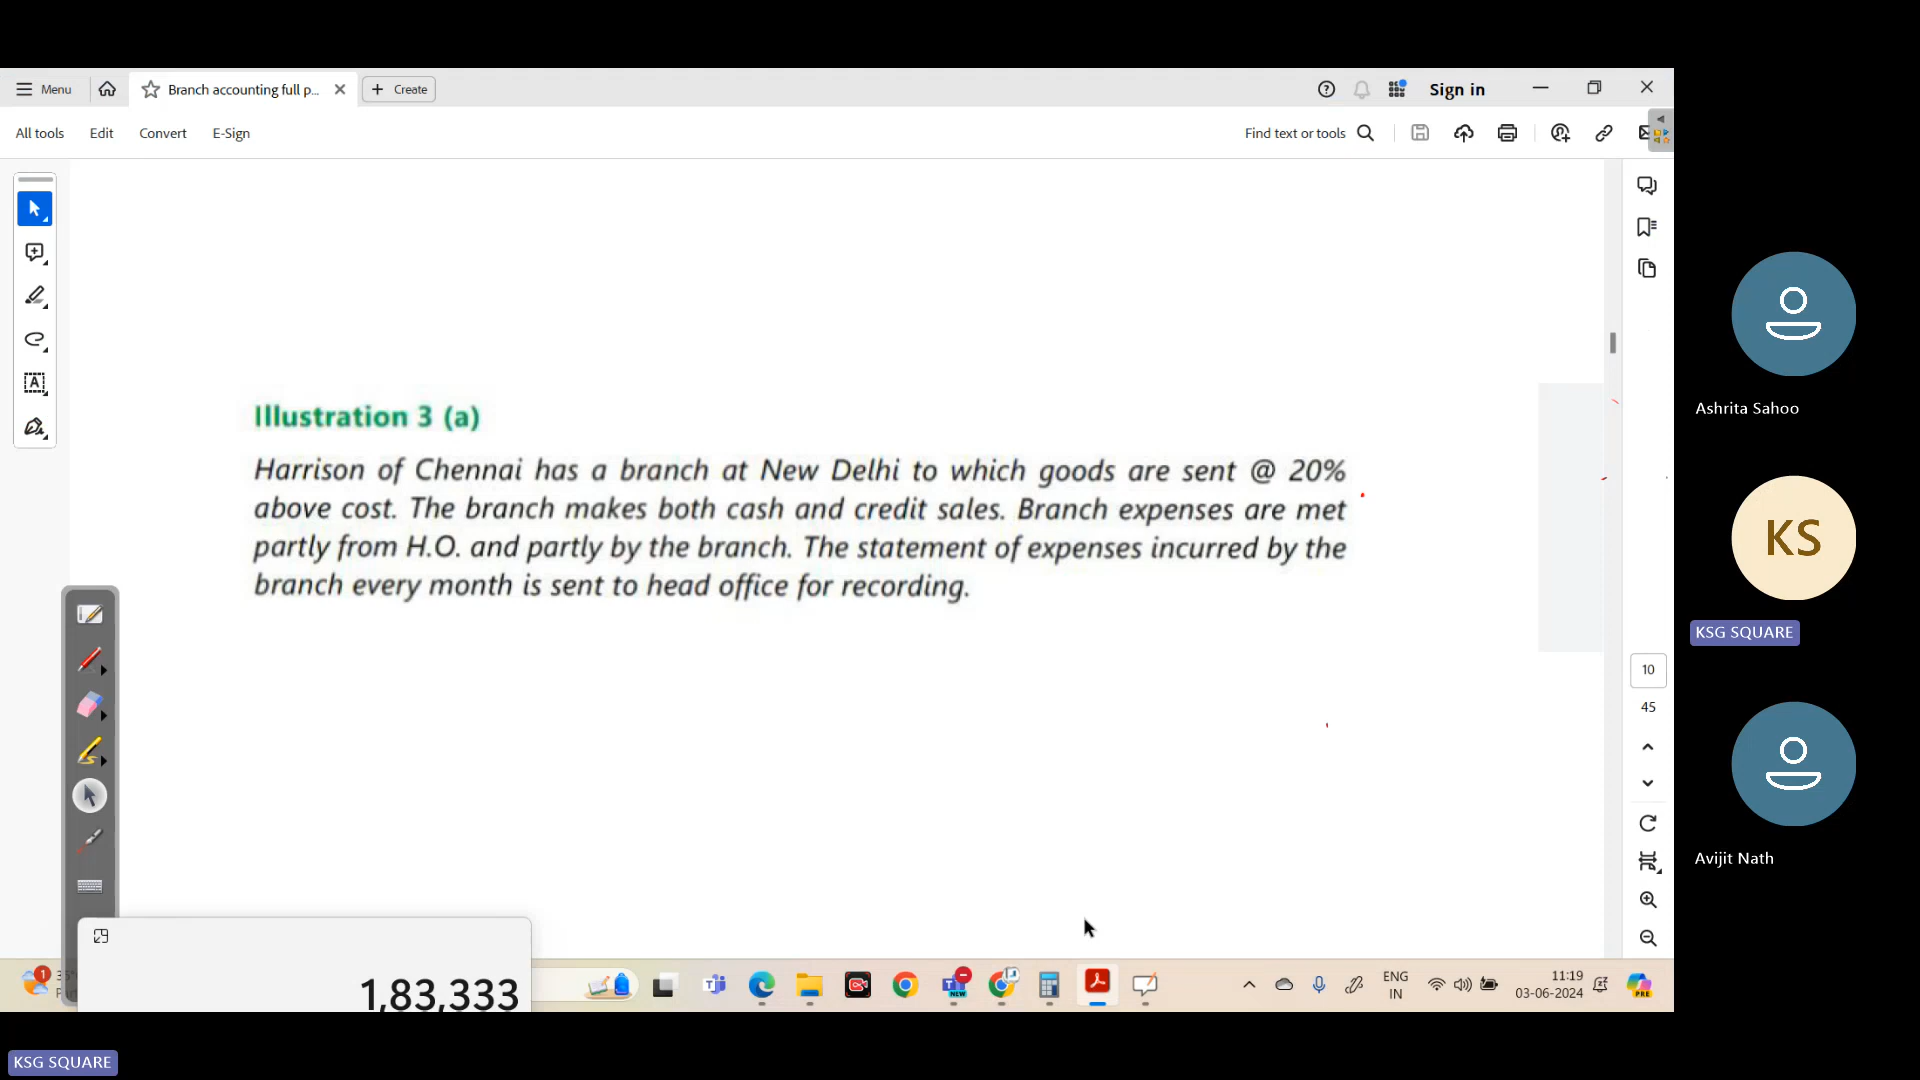 Menu
Branch accounting full p...
Create
Sign in
All tools
Edit
Convert
E-Sign
Find text or tools
Illustration 3 (a)
Harrison of Chennai has a branch at New Delhi to which goods are sent @ 20%
above cost. The branch makes both cash and credit sales. Branch expenses are met
partly from H.O. and partly by the branch. The statement of expenses incurred by the
branch every month is sent to head office for recording.
10
45
1,83,333
1
NEW
ENG
IN
11:19
03-06-2024
PRE
Ashrita Sahoo
KS
KSG SQUARE
Avijit Nath
KSG SQUARE